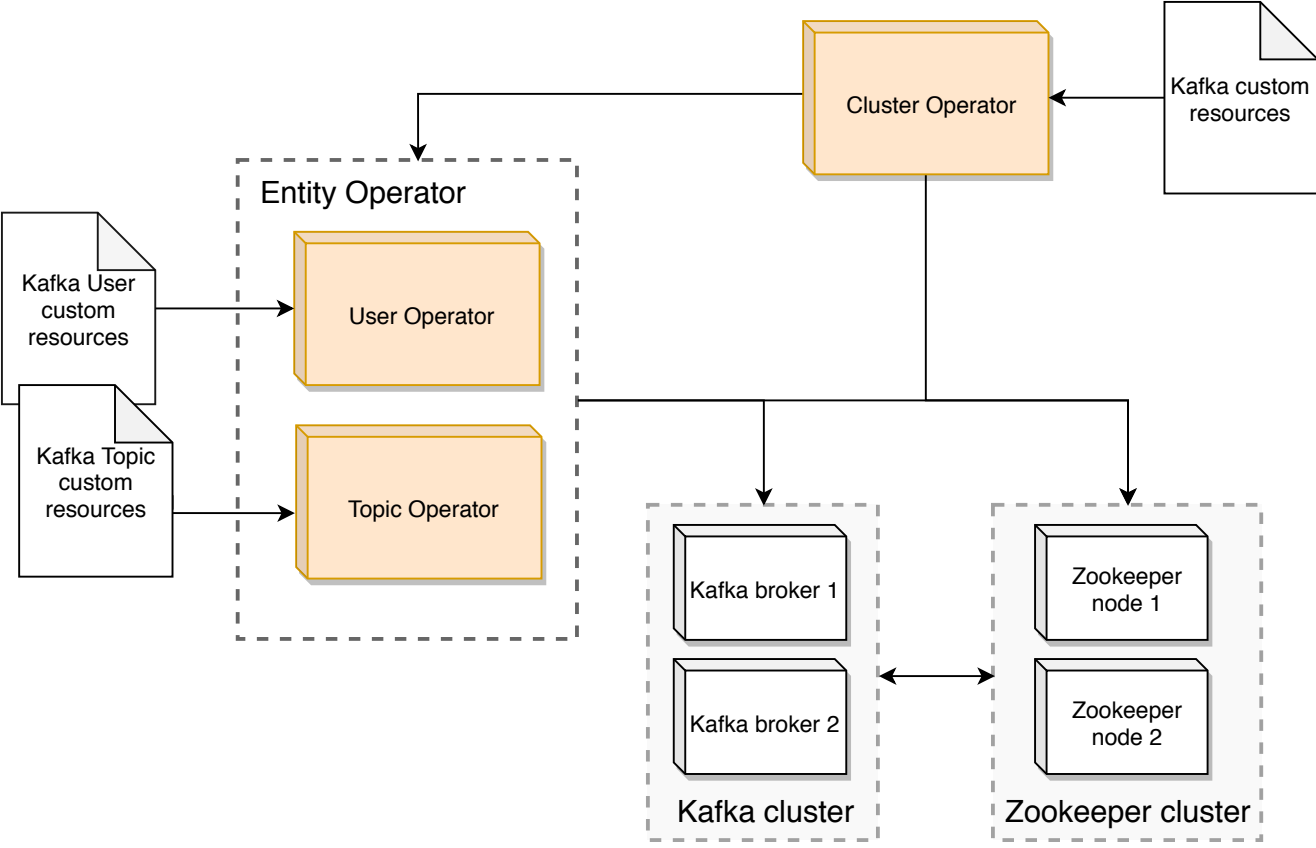 Kafka custom
resources
Cluster Operator
Entity Operator
Kafka User
custom
resources
User Operator
Kafka Topic
custom
resources
Topic Operator
Kafka broker 1
Kafka broker 2
Kafka cluster
Zookeeper
node 1
Zookeeper
node 2
Zookeeper cluster